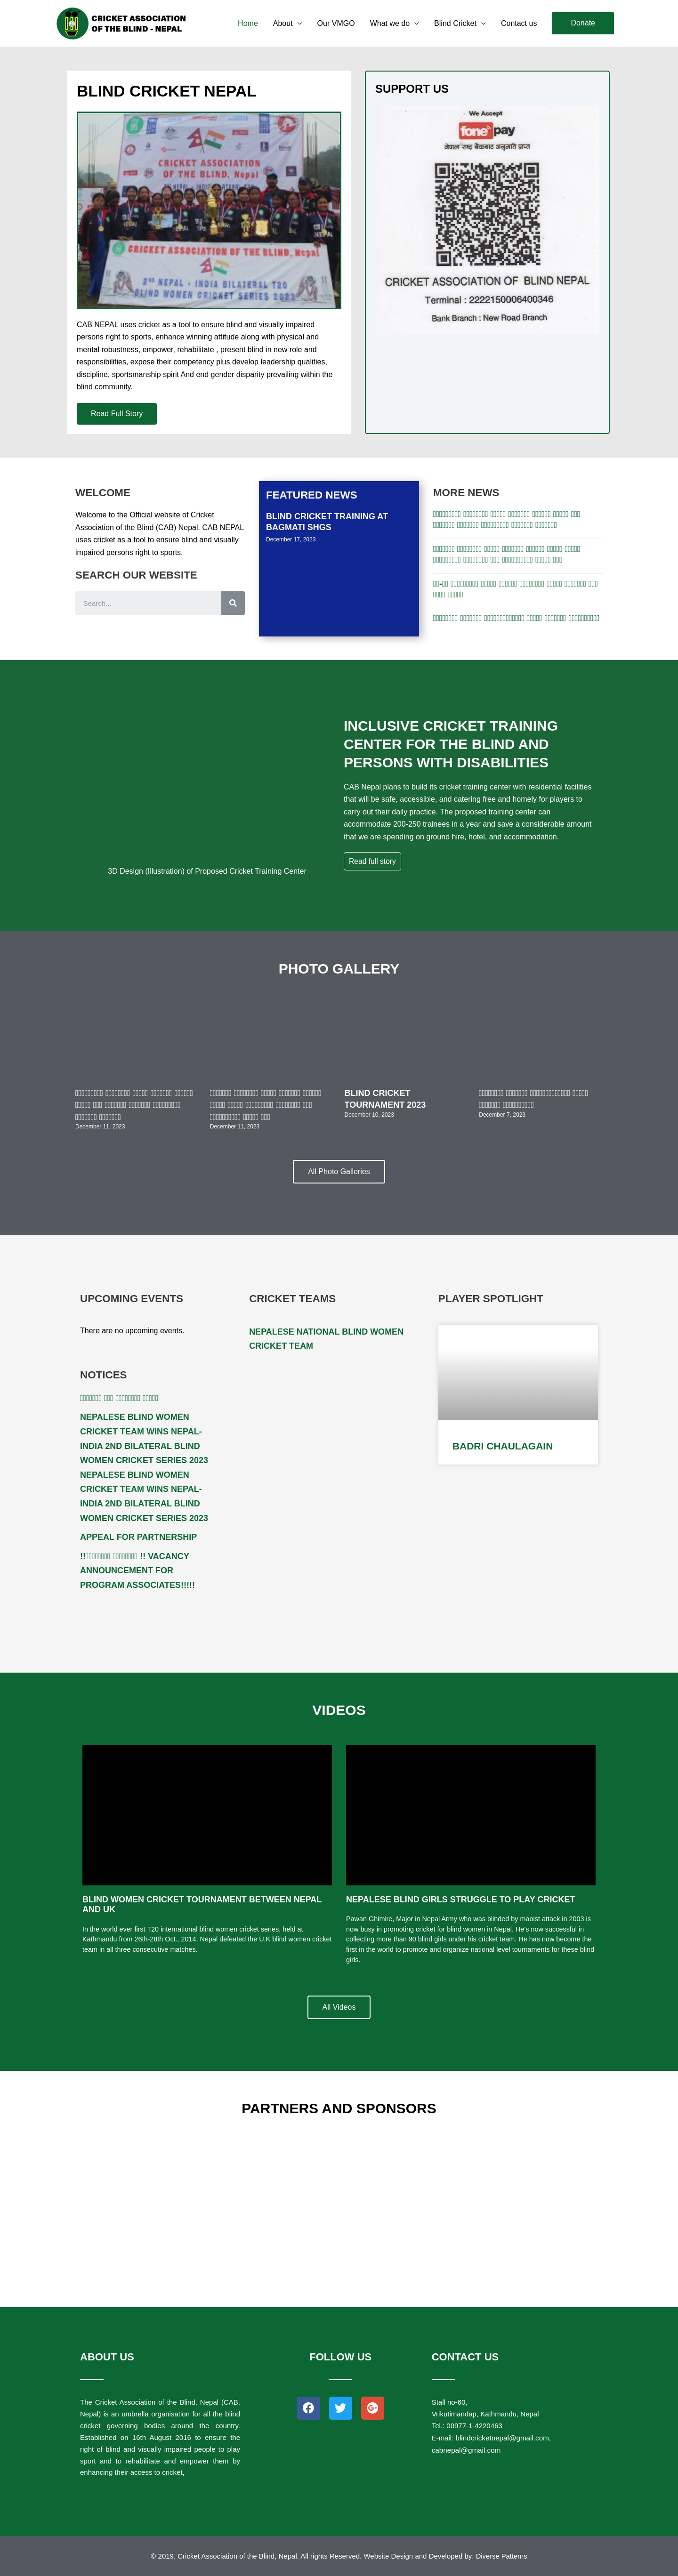 CRICKET ASSOCIATION
OF THE BLIND - NEPAL
Home
About
Our VMGO
What we do
Blind Cricket
Contact us
Donate
BLIND CRICKET NEPAL
CRICKET ASSOCIATION OF THE BLIND, Nepal
CRICKET ASSOCIATION OF THE BLIND, Nepal
2ND NEPAL - INDIA BILATERAL T20
BLIND WOMEN CRICKET SERIES 2023
CAB NEPAL uses cricket as a tool to ensure blind and visually impaired
persons right to sports, enhance winning attitude along with physical and
mental robustness, empower, rehabilitate , present blind in new role and
responsibilities, expose their competency plus develop leadership qualities,
discipline, sportsmanship spirit And end gender disparity prevailing within the
blind community.
Read Full Story
SUPPORT US
We Accept
fonepay
नेपाल राष्ट्र बैंकबाट अनुमति प्राप्त
CRICKET ASSOCIATION OF BLIND NEPAL
Terminal : 2222150006400346
Bank Branch : New Road Branch
WELCOME
Welcome to the Official website of Cricket
Association of the Blind (CAB) Nepal. CAB NEPAL
uses cricket as a tool to ensure blind and visually
impaired persons right to sports.
SEARCH OUR WEBSITE
Search...
FEATURED NEWS
BLIND CRICKET TRAINING AT
BAGMATI SHGS
December 17, 2023
MORE NEWS
INCLUSIVE CRICKET TRAINING
CENTER FOR THE BLIND AND
PERSONS WITH DISABILITIES
CAB Nepal plans to build its cricket training center with residential facilities
that will be safe, accessible, and catering free and homely for players to
carry out their daily practice. The proposed training center can
accommodate 200-250 trainees in a year and save a considerable amount
that we are spending on ground hire, hotel, and accommodation.
Read full story
3D Design (Illustration) of Proposed Cricket Training Center
PHOTO GALLERY
December 11, 2023
December 11, 2023
BLIND CRICKET
TOURNAMENT 2023
December 10, 2023
December 7, 2023
All Photo Galleries
UPCOMING EVENTS
There are no upcoming events.
NOTICES
NEPALESE BLIND WOMEN
CRICKET TEAM WINS NEPAL-
INDIA 2ND BILATERAL BLIND
WOMEN CRICKET SERIES 2023
NEPALESE BLIND WOMEN
CRICKET TEAM WINS NEPAL-
INDIA 2ND BILATERAL BLIND
WOMEN CRICKET SERIES 2023
APPEAL FOR PARTNERSHIP
!! !! VACANCY
ANNOUNCEMENT FOR
PROGRAM ASSOCIATES!!!!!
CRICKET TEAMS
NEPALESE NATIONAL BLIND WOMEN
CRICKET TEAM
PLAYER SPOTLIGHT
BADRI CHAULAGAIN
VIDEOS
BLIND WOMEN CRICKET TOURNAMENT BETWEEN NEPAL
AND UK
In the world ever first T20 international blind women cricket series, held at
Kathmandu from 26th-28th Oct., 2014, Nepal defeated the U.K blind women cricket
team in all three consecutive matches.
NEPALESE BLIND GIRLS STRUGGLE TO PLAY CRICKET
Pawan Ghimire, Major in Nepal Army who was blinded by maoist attack in 2003 is
now busy in promoting cricket for blind women in Nepal. He's now successful in
collecting more than 90 blind girls under his cricket team. He has now become the
first in the world to promote and organize national level tournaments for these blind
girls.
All Videos
PARTNERS AND SPONSORS
ABOUT US
The Cricket Association of the Blind, Nepal (CAB,
Nepal) is an umbrella organisation for all the blind
cricket governing bodies around the country.
Established on 16th August 2016 to ensure the
right of blind and visually impaired people to play
sport and to rehabilitate and empower them by
enhancing their access to cricket,
FOLLOW US
CONTACT US
Stall no-60,
Vrikutimandap, Kathmandu, Nepal
Tel.: 00977-1-4220463
E-mail: blindcricketnepal@gmail.com,
cabnepal@gmail.com
© 2019, Cricket Association of the Blind, Nepal. All rights Reserved. Website Design and Developed by: Diverse Patterns